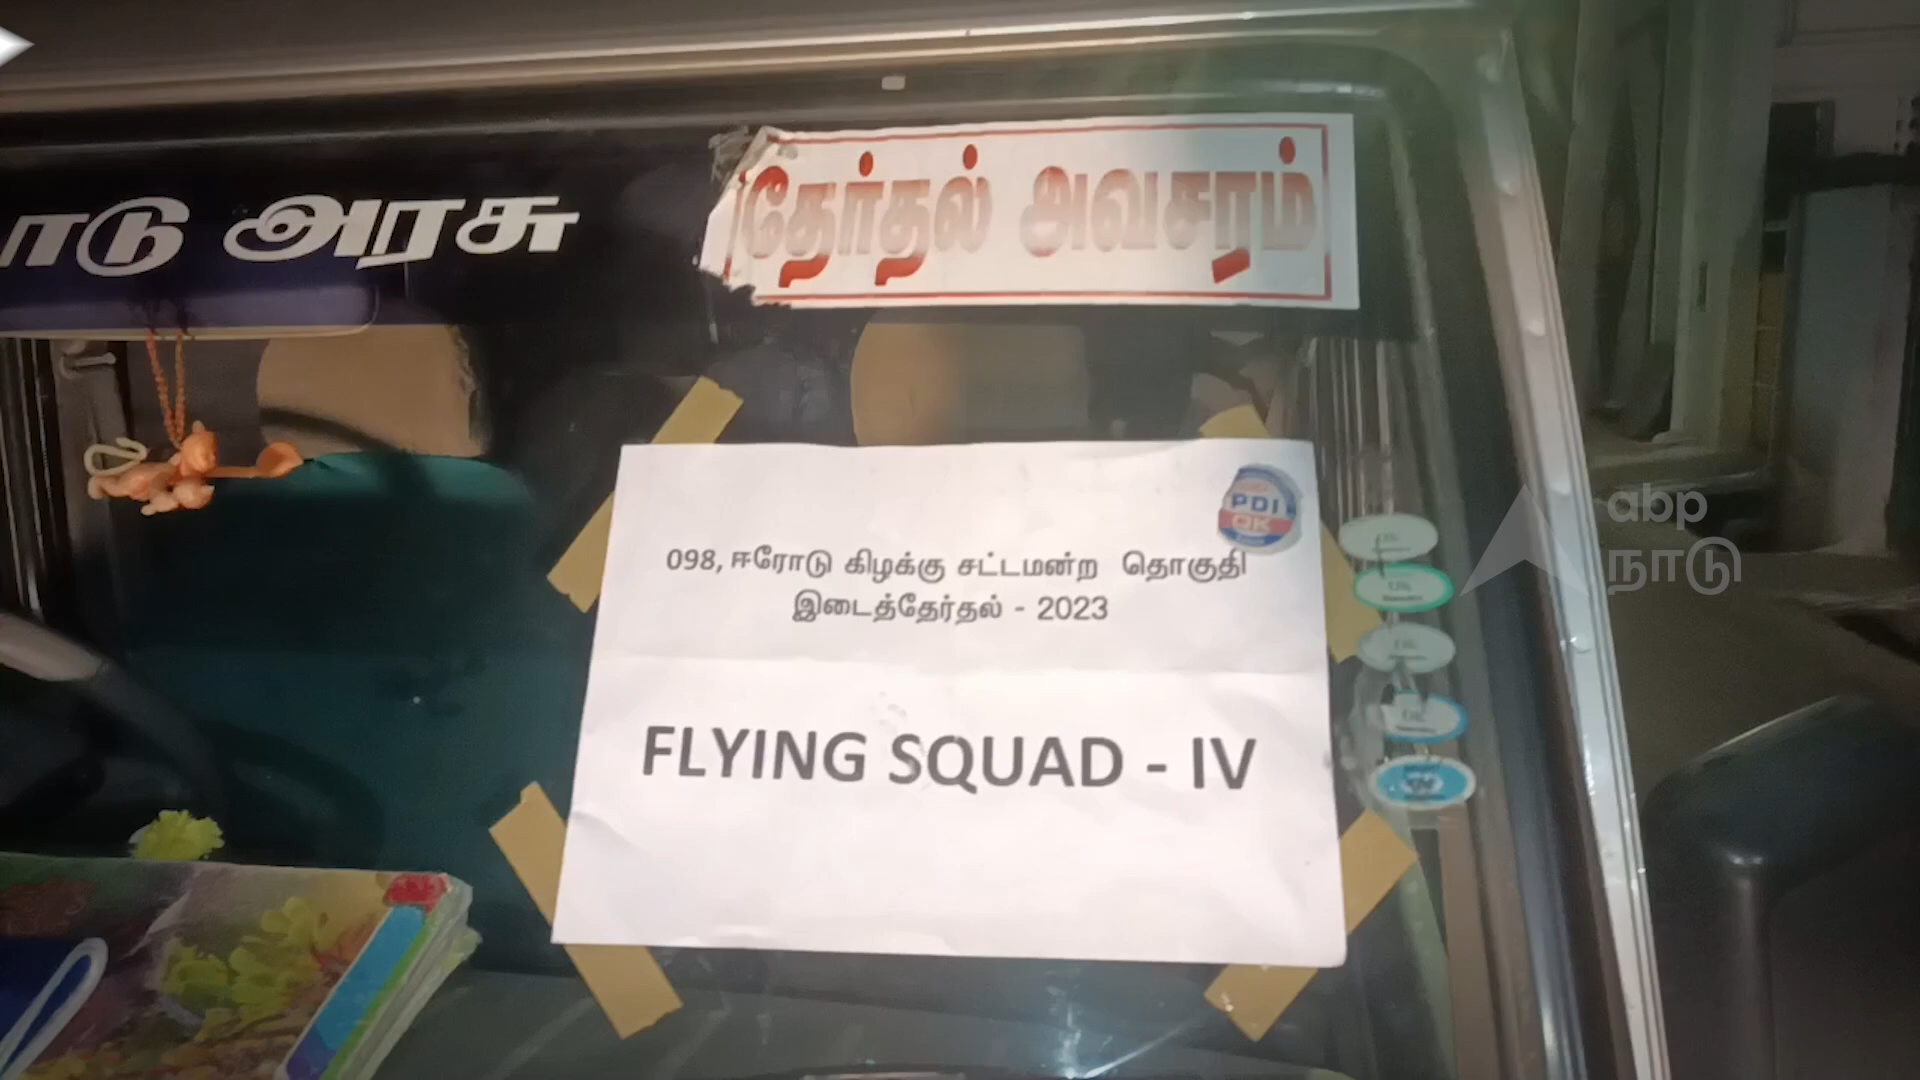 ாடு அரசு
தேர்தல் அவசரம்
PDI
OK
098, ஈரோடு கிழக்கு சட்டமன்ற தொகுதி
இடைத்தேர்தல் - 2023
FLYING SQUAD - IV
abp
நாடு